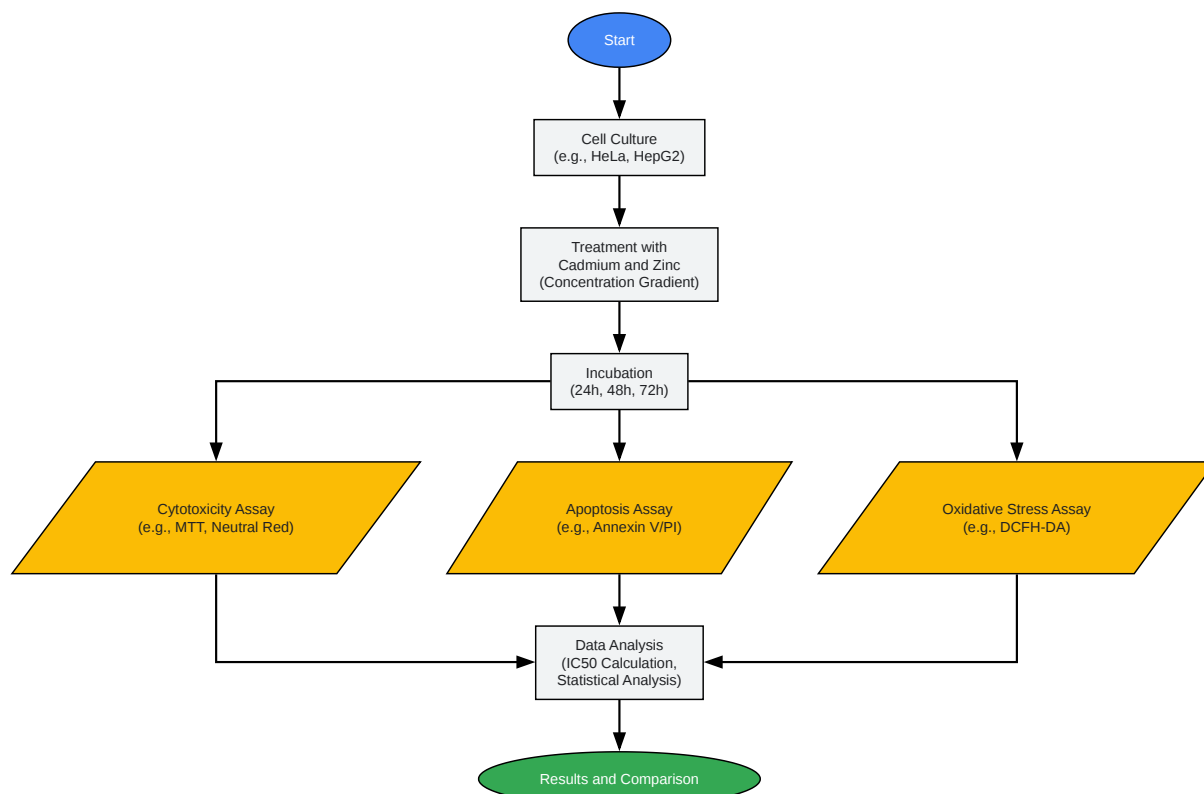 Start
Cell Culture
(e.g., HeLa, HepG2)
Treatment with
Cadmium and Zinc
(Concentration Gradient)
Incubation
(24h, 48h, 72h)
Cytotoxicity Assay
(e.g., MTT, Neutral Red)
Apoptosis Assay
(e.g., Annexin V/PI)
Oxidative Stress Assay
(e.g., DCFH-DA)
Data Analysis
(IC50 Calculation,
Statistical Analysis)
Results and Comparison